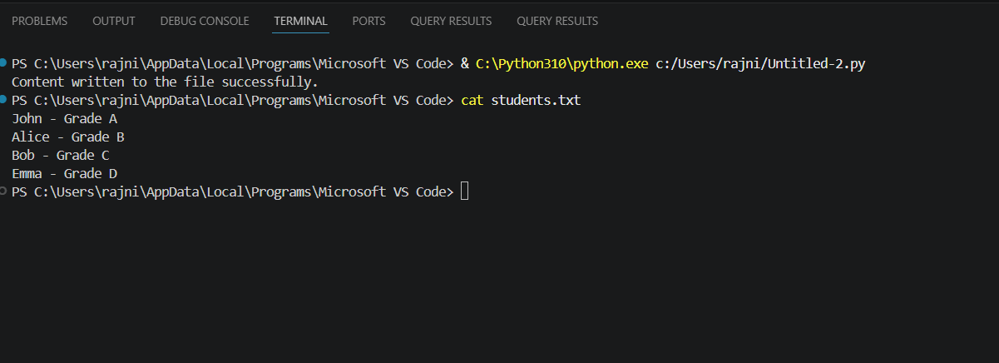 PROBLEMS OUTPUT DEBUG CONSOLE TERMINAL PORTS QUERY RESULTS QUERY RESULTS
PS C:\Users\rajni\AppData\Local\Programs\Microsoft VS Code> & C:\Python310\python.exe c:/Users/rajni/Untitled-2.py
Content written to the file successfully.
PS C:\Users\rajni\AppData\Local\Programs\Microsoft VS Code> cat students.txt
John - Grade A
Alice - Grade B
Bob - Grade C
Emma - Grade D
PS C:\Users\rajni\AppData\Local\Programs\Microsoft VS Code>